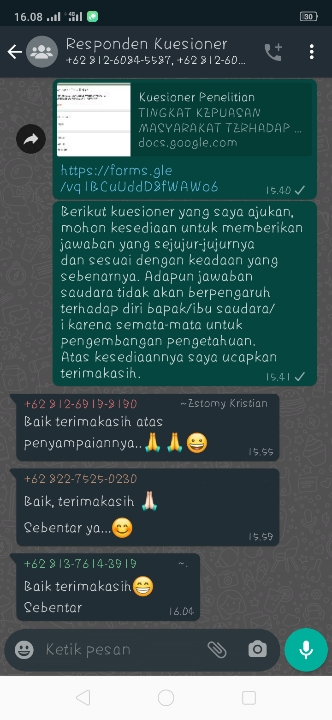 16.08
30
Responden Kuesioner
+62 812-6084-5587, +62 812-60...
Kuesioner Penelitian
TINGKAT KEPUASAN
MASYARAKAT TERHADAP ...
docs.google.com
https://forms.gle
/vq1BCuUddD8fWAWo6
15.40
Berikut kuesioner yang saya ajukan,
mohon kesediaan untuk memberikan
jawaban yang sejujur-jujurnya
dan sesuai dengan keadaan yang
sebenarnya. Adapun jawaban
saudara tidak akan berpengaruh
terhadap diri bapak/ibu saudara/
i karena semata-mata untuk
pengembangan pengetahuan.
Atas kesediaannya saya ucapkan
terimakasih.
15.41
+62 812-6919-8190 ~Estomy Kristian
Baik terimakasih atas
penyampaiannya..🙏🙏😀
15.55
+62 822-7525-0230
Baik, terimakasih 🙏🏻
Sebentar ya...😊
15.59
+62 813-7614-3919 ~.
Baik terimakasih😁
Sebentar
16.04
Ketik pesan